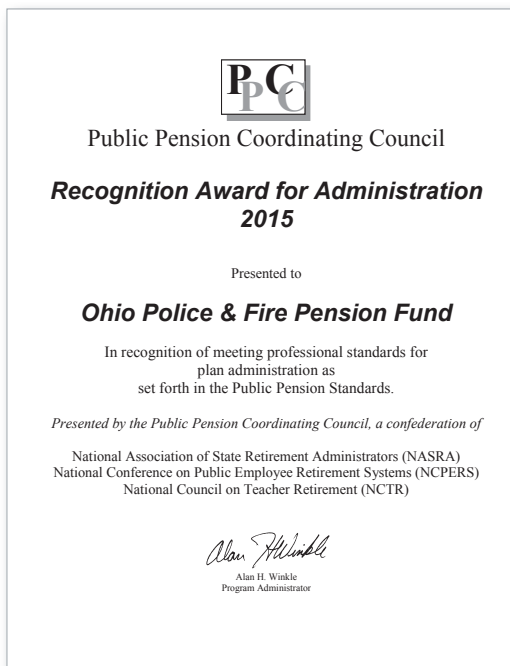 PPCC
Public Pension Coordinating Council
Recognition Award for Administration
2015
Presented to
Ohio Police & Fire Pension Fund
In recognition of meeting professional standards for
plan administration as
set forth in the Public Pension Standards.
Presented by the Public Pension Coordinating Council, a confederation of
National Association of State Retirement Administrators (NASRA)
National Conference on Public Employee Retirement Systems (NCPERS)
National Council on Teacher Retirement (NCTR)
Alan H Winkle
Alan H. Winkle
Program Administrator